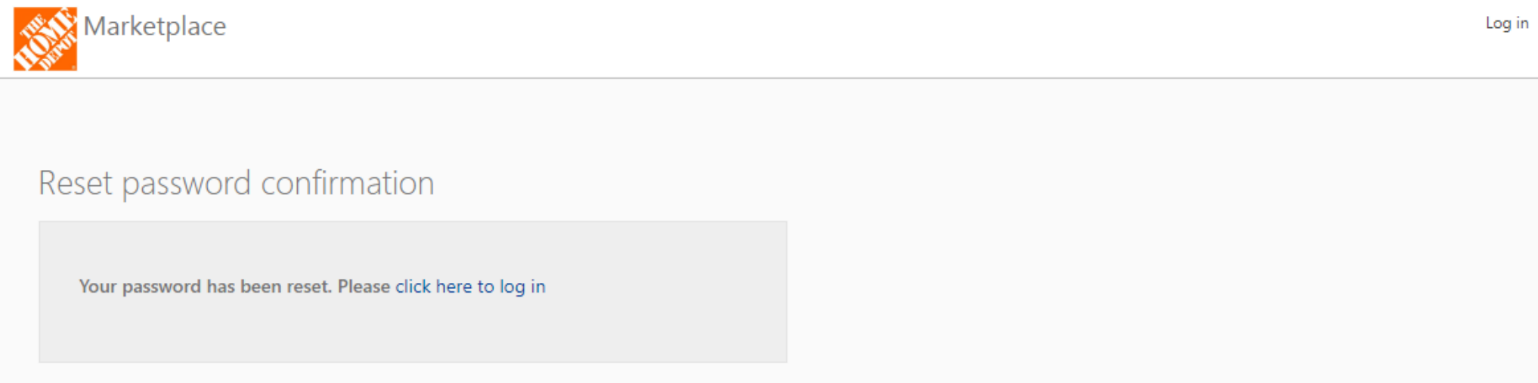 THE
HOME
DEPOT
Marketplace
Log in
Reset password confirmation
Your password has been reset. Please click here to log in